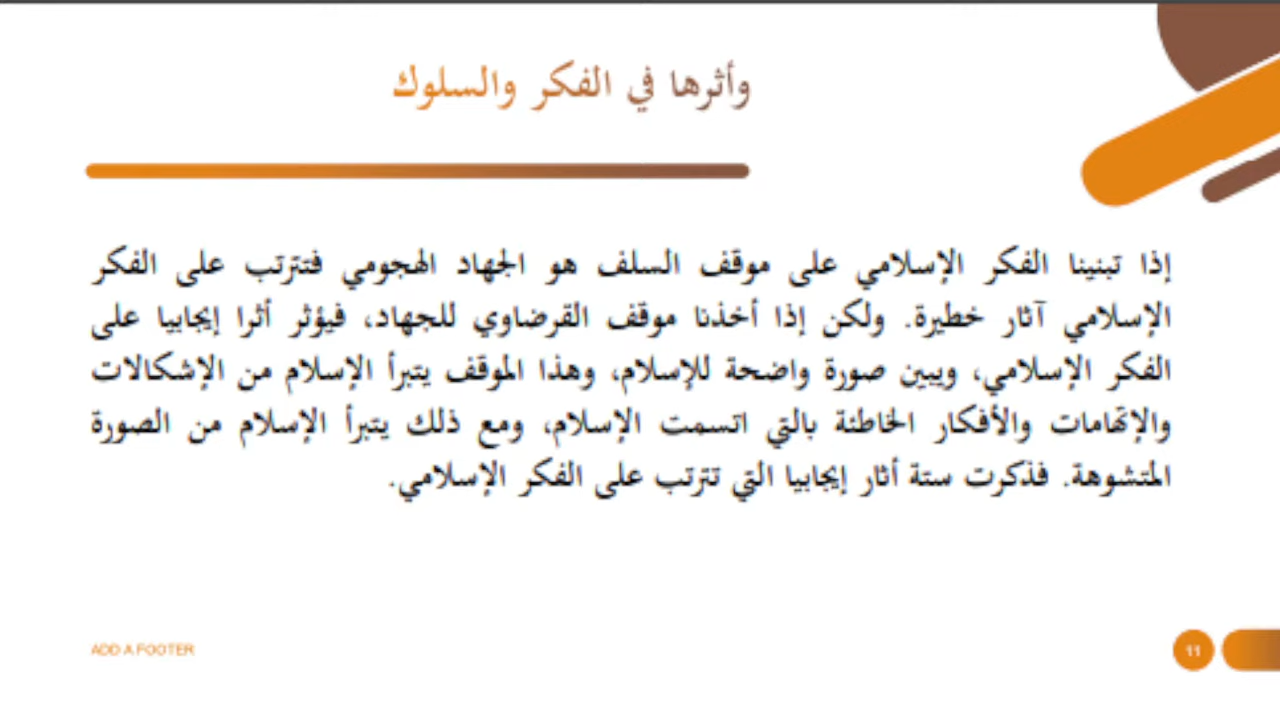 وأثرها في الفكر والسلوك
إذا تبنينا الفكر الإسلامي على موقف السلف هو الجهاد الهجومي فتترتب على الفكر
الإسلامي آثار خطيرة. ولكن إذا أخذنا موقف القرضاوي للجهاد، فيؤثر أثرا إيجابيا على
الفكر الإسلامي، ويبين صورة واضحة للإسلام، وهذا الموقف يتبرأ الإسلام من الإشكالات
والإتهامات والأفكار الخاطئة بالتي اتسمت الإسلام، ومع ذلك يتبرأ الإسلام من الصورة
المتشوهة. فذكرت ستة أثار إيجابيا التي تترتب على الفكر الإسلامي.
ADD A FOOTER
11